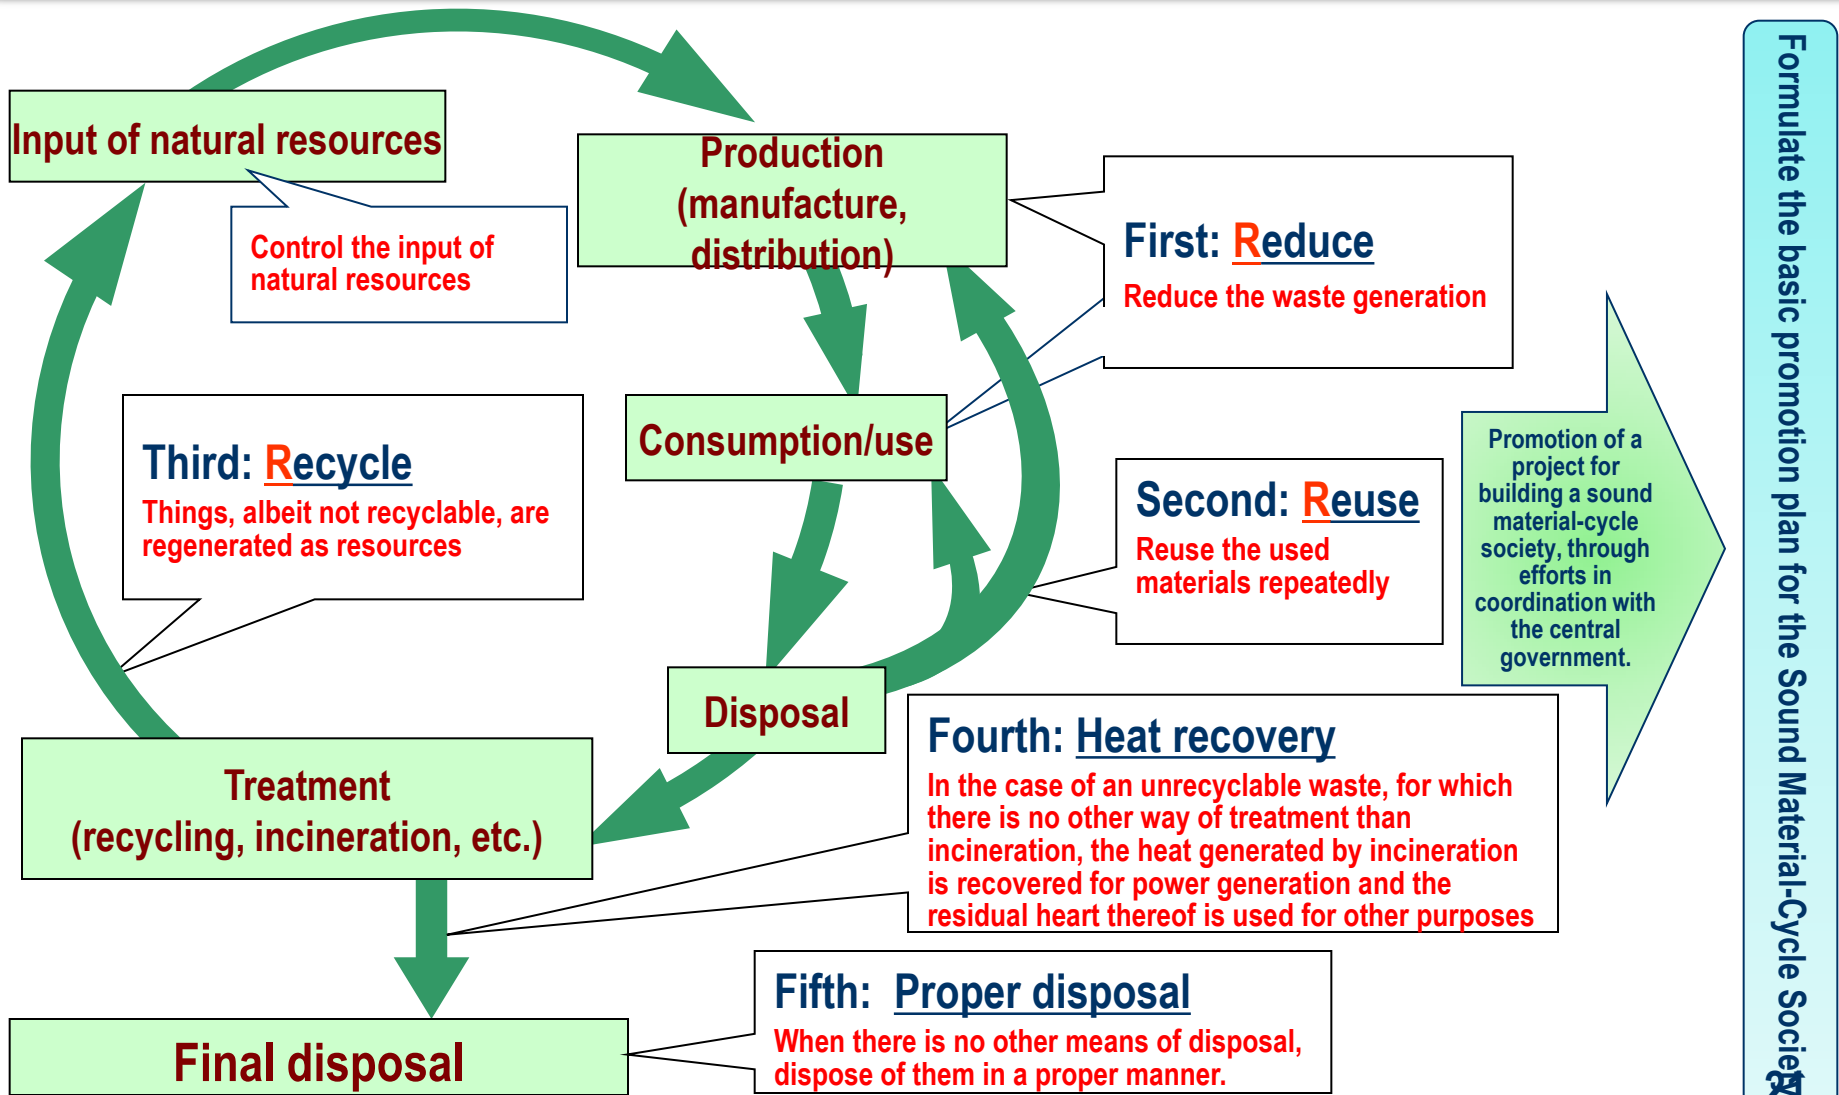 Input of natural resources
Control the input of
natural resources
Production
(manufacture,
distribution)
First: Reduce
Reduce the waste generation
Consumption/use
Third: Recycle
Things, albeit not recyclable, are
regenerated as resources
Second: Reuse
Reuse the used
materials repeatedly
Disposal
Treatment
(recycling, incineration, etc.)
Fourth: Heat recovery
In the case of an unrecyclable waste, for which
there is no other way of treatment than
incineration, the heat generated by incineration
is recovered for power generation and the
residual heart thereof is used for other purposes
Final disposal
Fifth: Proper disposal
When there is no other means of disposal,
dispose of them in a proper manner.
Promotion of a
project for
building a sound
material-cycle
society, through
efforts in
coordination with
the central
government.
Formulate the basic promotion plan for the Sound Material-Cycle Society